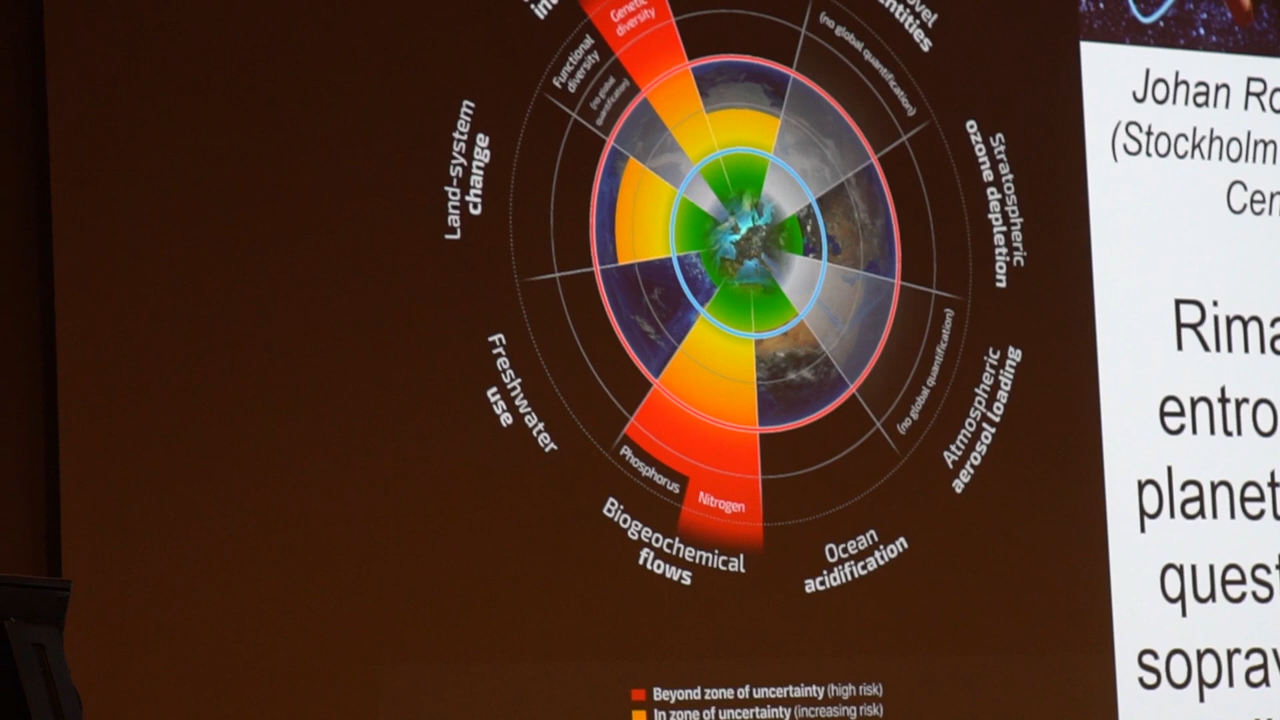 Genetic
diversity
Functional
diversity
(no global
quantification)
(no global quantification)
Land-system
change
Stratospheric
ozone depletion
Freshwater
use
(no global quantification)
Atmospheric
aerosol loading
Phosphorus
Nitrogen
Biogeochemical
flows
Ocean
acidification
Beyond zone of uncertainty (high risk)
In zone of uncertainty (increasing risk)
Johan Ro
(Stockholm
Cen
Rima
entro
planet
quest
soprav